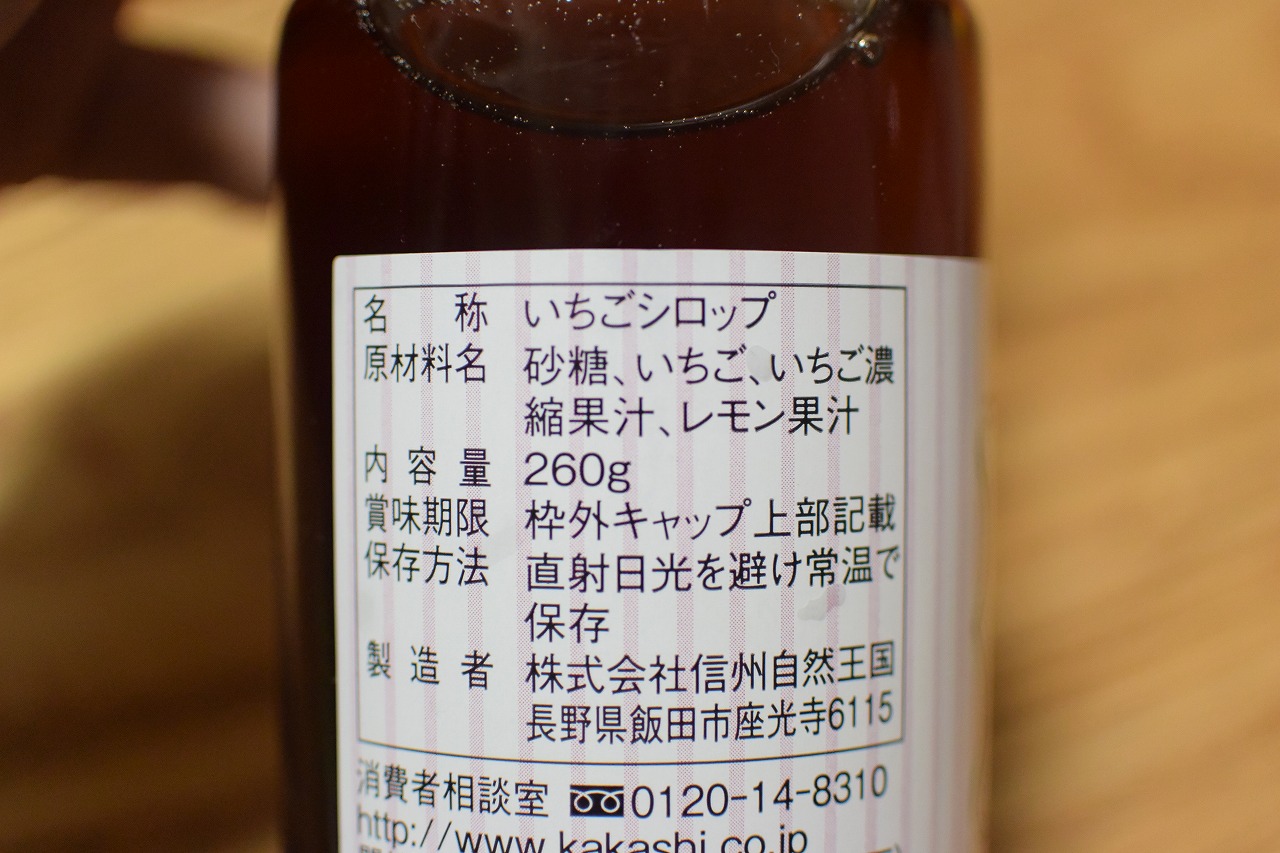 名称 いちごシロップ
原材料名 砂糖、いちご、いちご濃
縮果汁、レモン果汁
内容量 260g
賞味期限 枠外キャップ上部記載
保存方法 直射日光を避け常温で
保存
製造者 株式会社信州自然王国
長野県飯田市座光寺6115
消費者相談室 0120-14-8310
http://www.kakashi.co.jp